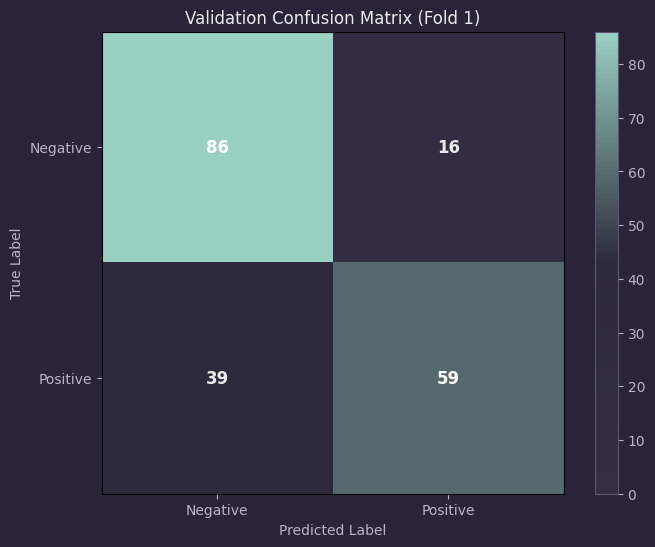 Validation Confusion Matrix (Fold 1)
True Label
Negative
86
16
Positive
39
59
Negative
Positive
Predicted Label
80
70
60
50
40
30
20
10
0